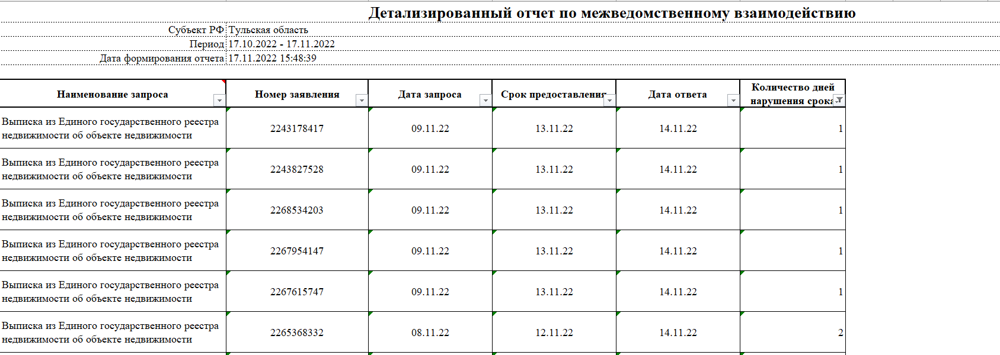 Детализированный отчет по межведомственному взаимодействию
Субъект РФ Тульская область
Период 17.10.2022 - 17.11.2022
Дата формирования отчета 17.11.2022 15:48:39
Наименование запроса Номер заявления Дата запроса Срок предоставления Дата ответа Количество дней
нарушения срока
Выписка из Единого государственного реестра
недвижимости об объекте недвижимости
2243178417 09.11.22 13.11.22 14.11.22 1
Выписка из Единого государственного реестра
недвижимости об объекте недвижимости
2243827528 09.11.22 13.11.22 14.11.22 1
Выписка из Единого государственного реестра
недвижимости об объекте недвижимости
2268534203 09.11.22 13.11.22 14.11.22 1
Выписка из Единого государственного реестра
недвижимости об объекте недвижимости
2267954147 09.11.22 13.11.22 14.11.22 1
Выписка из Единого государственного реестра
недвижимости об объекте недвижимости
2267615747 09.11.22 13.11.22 14.11.22 1
Выписка из Единого государственного реестра
недвижимости об объекте недвижимости
2265368332 08.11.22 12.11.22 14.11.22 2